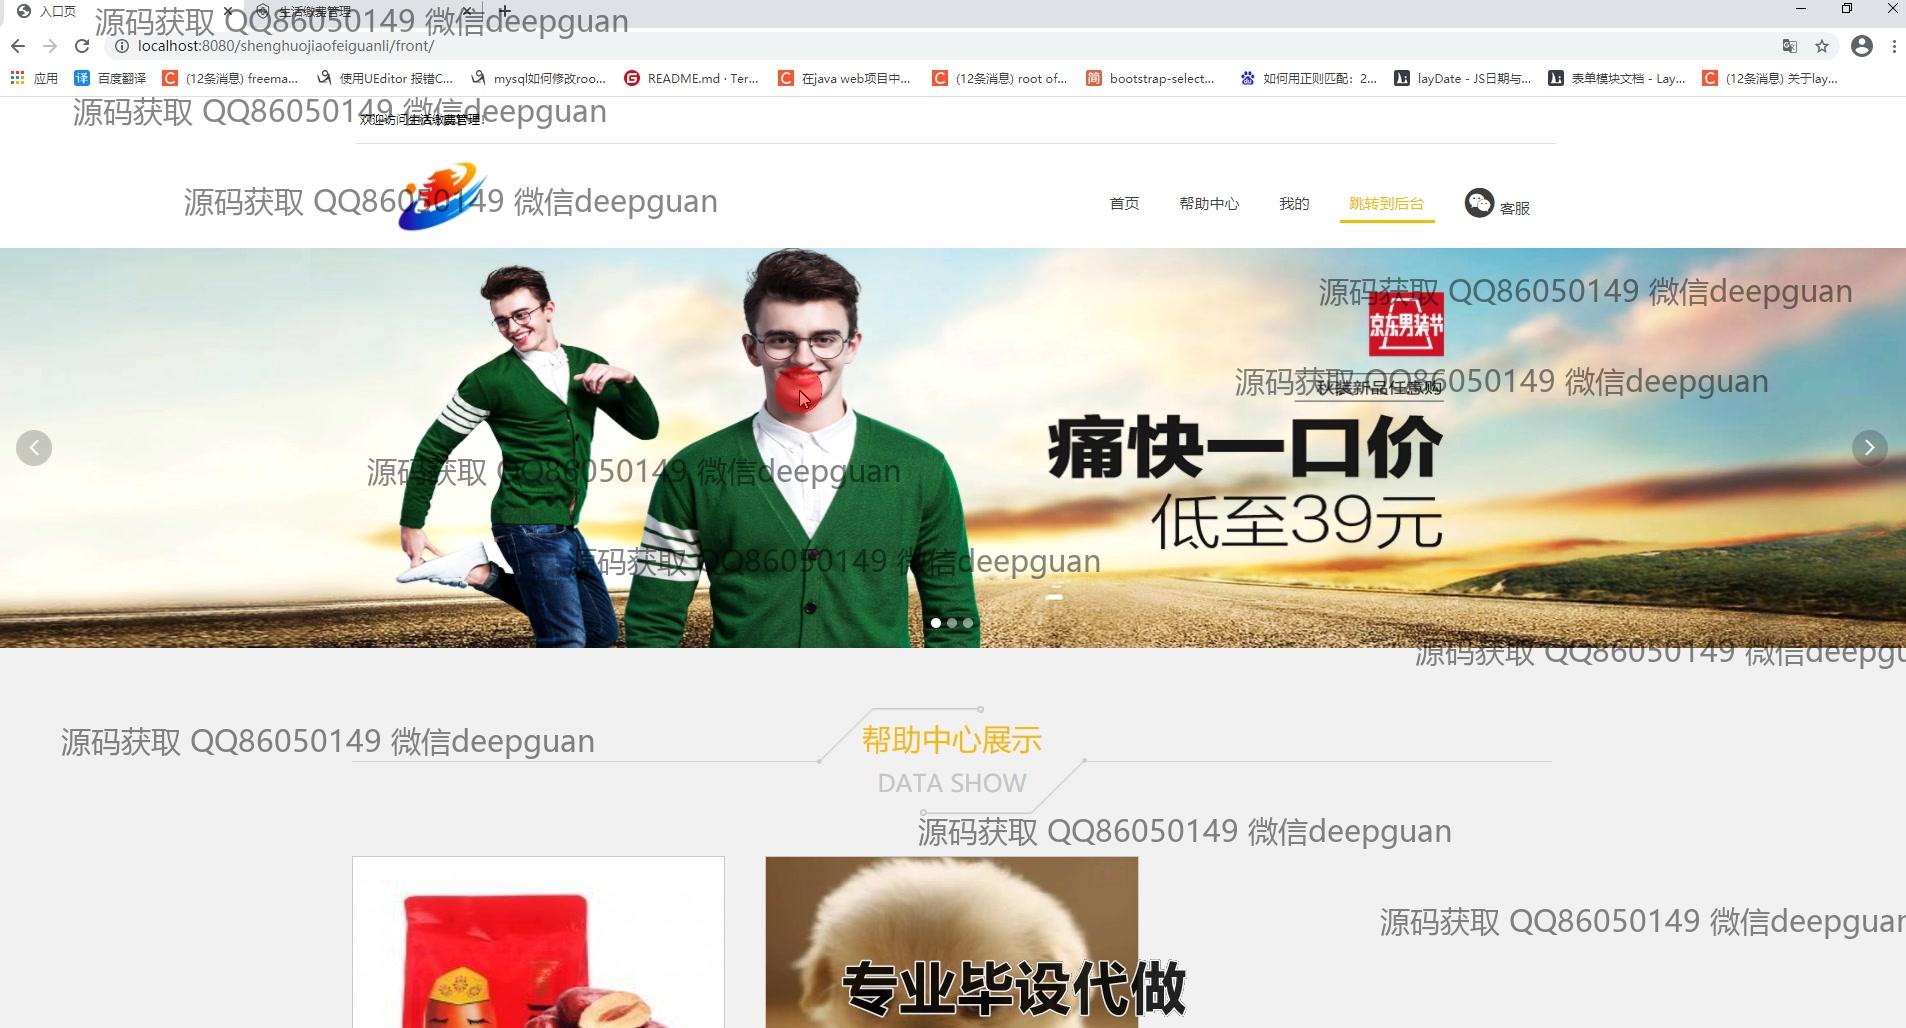 入口页
生活缴费管理
源码获取 QQ86050149 微信deepguan
localhost:8080/shenghuojiaofeiguanli/front/
应用 百度翻译 (12条消息) freema... 使用UEditor 报错C... mysql如何修改roo... README.md · Ter... 在java web项目中... (12条消息) root of... bootstrap-select... 如何用正则匹配：2... layDate - JS日期与... 表单模块文档 - Lay... (12条消息) 关于lay...
源码获取 QQ86050149 微信deepguan
欢迎访问生活缴费管理！
源码获取 QQ86050149 微信deepguan
首页 帮助中心 我的 跳转到后台 客服
源码获取 QQ86050149 微信deepguan
京东男装节
源码获取 QQ86050149 微信deepguan
秋装新品任意购
痛快一口价
源码获取 QQ86050149 微信deepguan
低至39元
源码获取 QQ86050149 微信deepguan
源码获取 QQ86050149 微信deepgu
源码获取 QQ86050149 微信deepguan
帮助中心展示
DATA SHOW
源码获取 QQ86050149 微信deepguan
源码获取 QQ86050149 微信deepguan
专业毕设代做